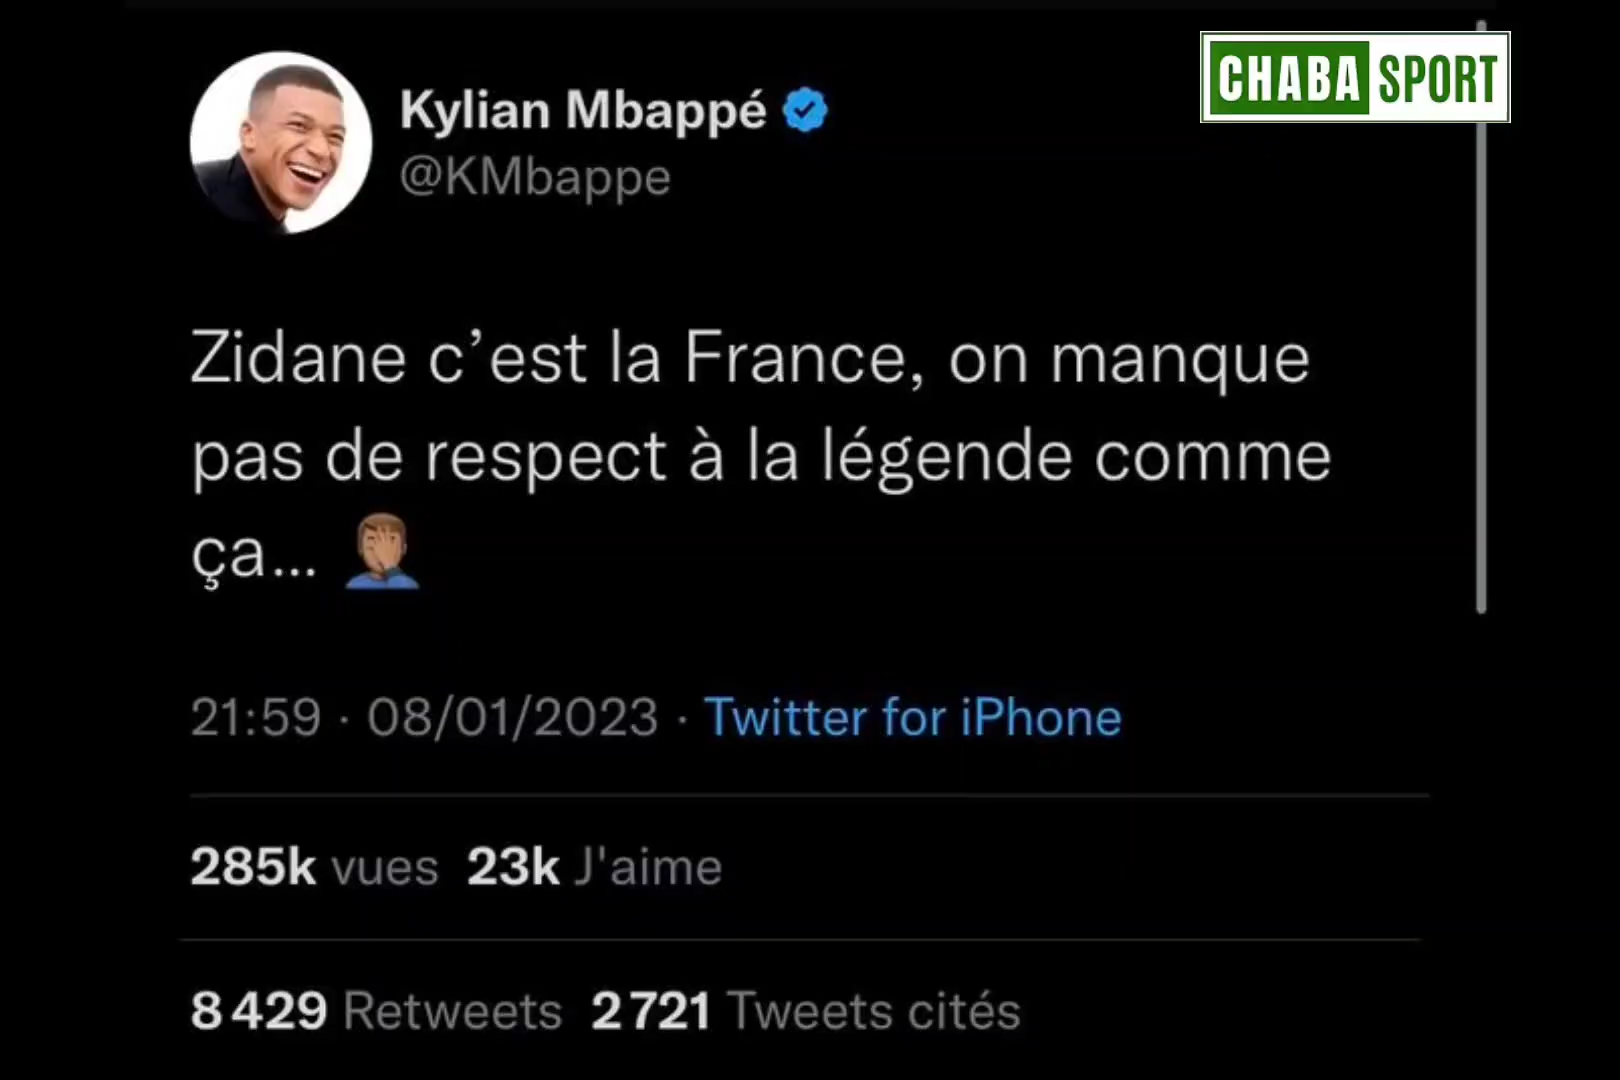 CHABA SPORT
Kylian Mbappé
@KMbappe
Zidane c’est la France, on manque
pas de respect à la légende comme
ça... 🤦🏽‍♂️
21:59 · 08/01/2023 · Twitter for iPhone
285k vues 23k J'aime
8 429 Retweets 2 721 Tweets cités